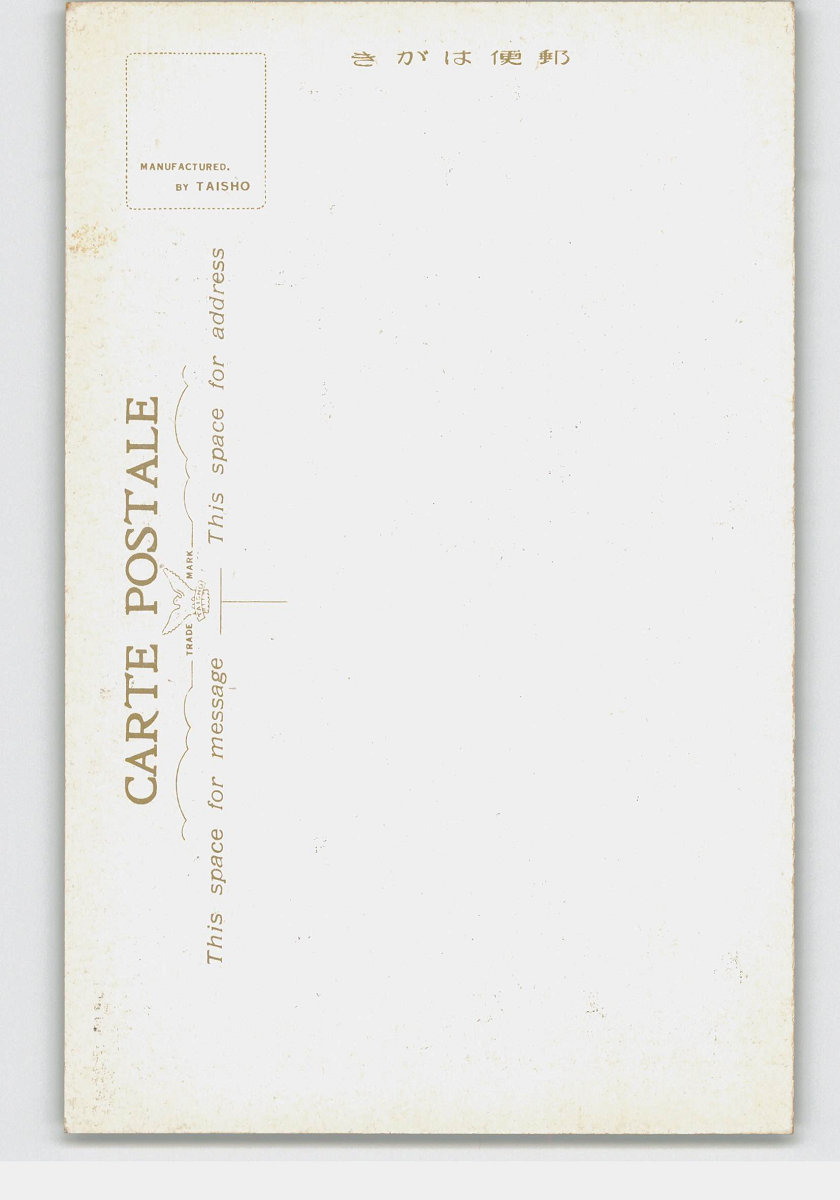 郵便はがき
MANUFACTURED.
BY TAISHO
CARTE POSTALE
TRADE MARK
This space for message
This space for address